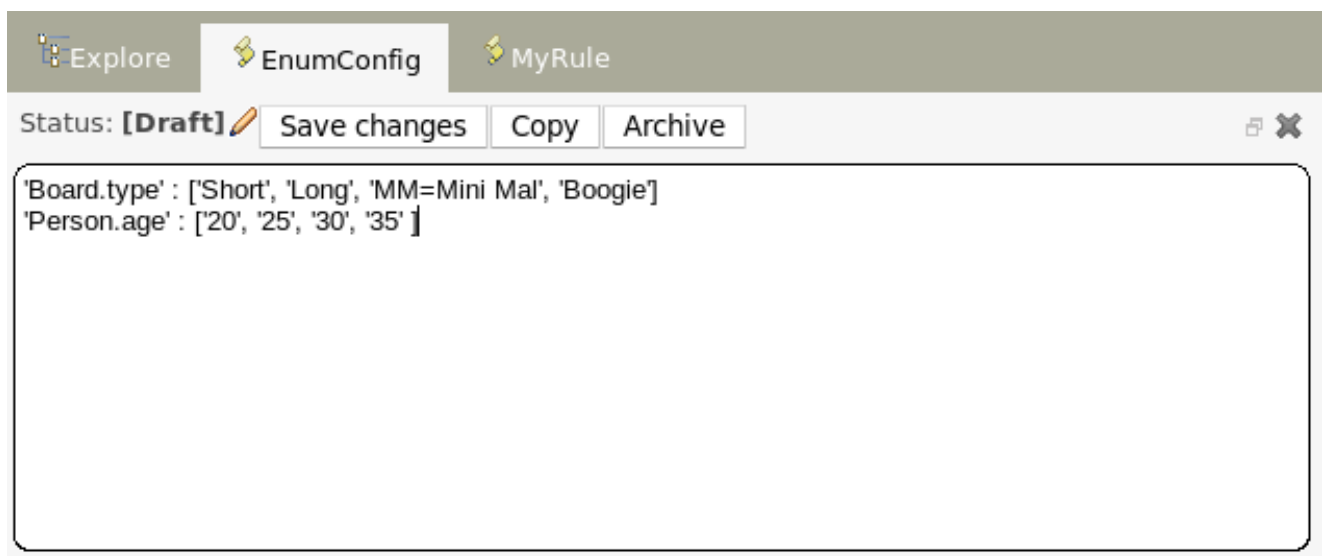 Explore EnumConfig MyRule
Status: [Draft] Save changes Copy Archive
'Board.type' : ['Short', 'Long', 'MM=Mini Mal', 'Boogie']
'Person.age' : ['20', '25', '30', '35' ]